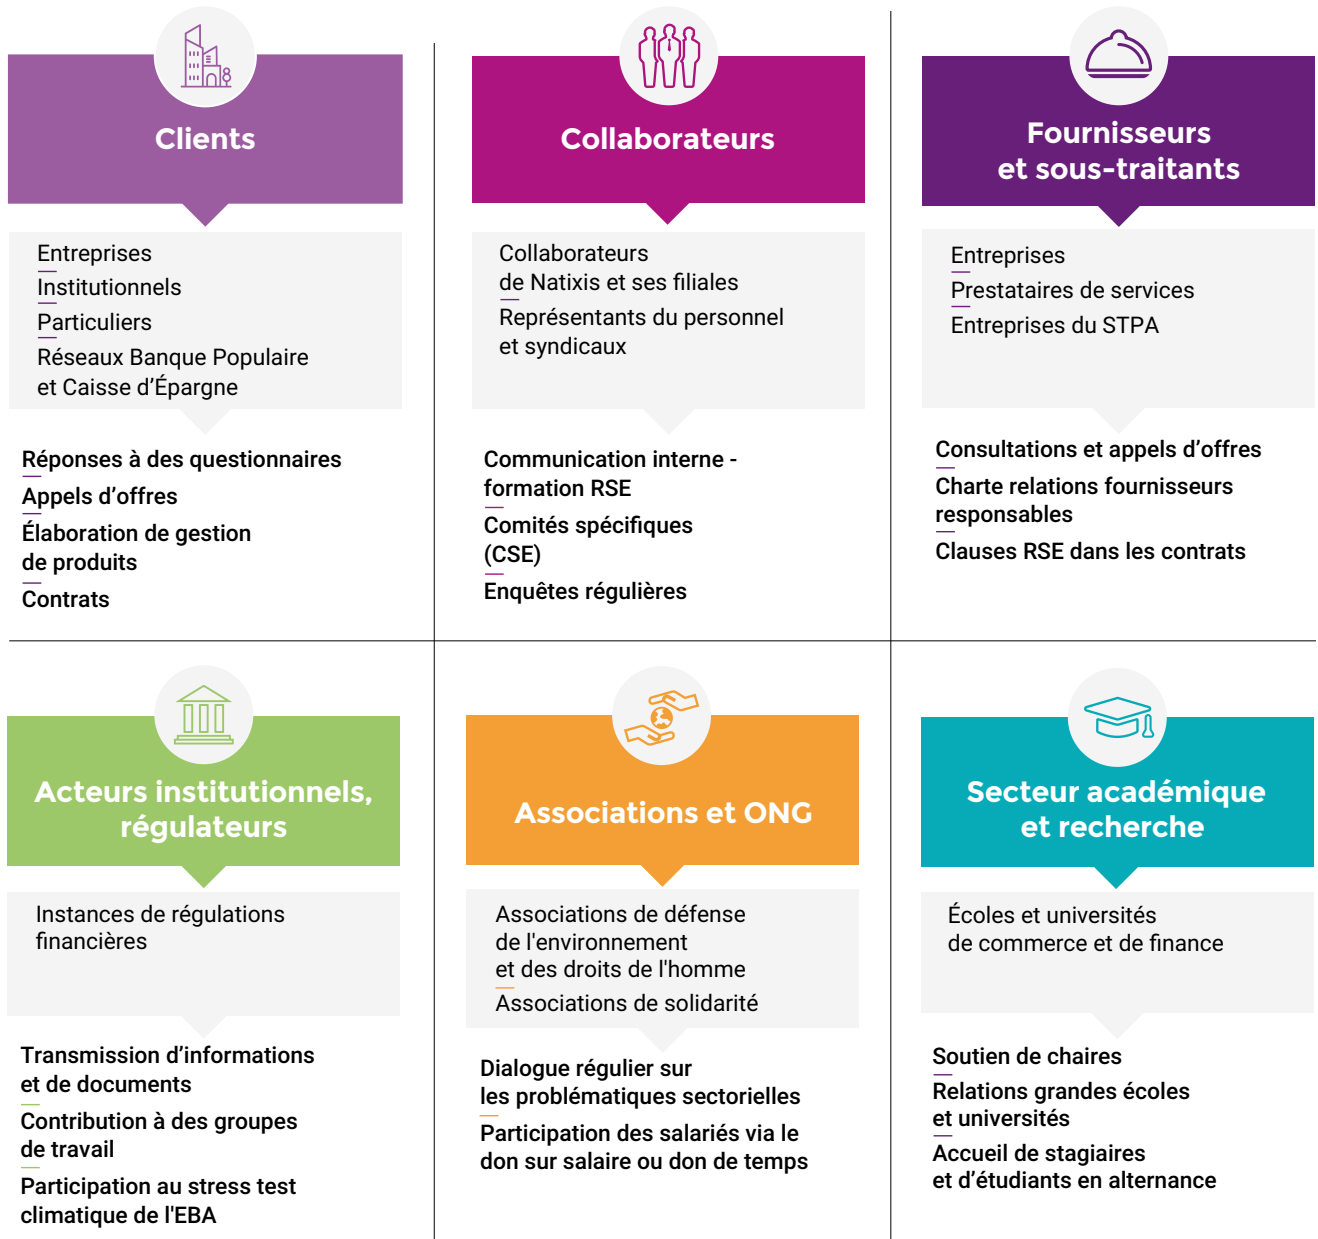 Clients
Entreprises
Institutionnels
Particuliers
Réseaux Banque Populaire
et Caisse d’Épargne
Réponses à des questionnaires
Appels d’offres
Élaboration de gestion
de produits
Contrats
Collaborateurs
Collaborateurs
de Natixis et ses filiales
Représentants du personnel
et syndicaux
Communication interne -
formation RSE
Comités spécifiques
(CSE)
Enquêtes régulières
Fournisseurs
et sous-traitants
Entreprises
Prestataires de services
Entreprises du STPA
Consultations et appels d’offres
Charte relations fournisseurs
responsables
Clauses RSE dans les contrats
Acteurs institutionnels,
régulateurs
Instances de régulations
financières
Transmission d’informations
et de documents
Contribution à des groupes
de travail
Participation au stress test
climatique de l'EBA
Associations et ONG
Associations de défense
de l'environnement
et des droits de l'homme
Associations de solidarité
Dialogue régulier sur
les problématiques sectorielles
Participation des salariés via le
don sur salaire ou don de temps
Secteur académique
et recherche
Écoles et universités
de commerce et de finance
Soutien de chaires
Relations grandes écoles
et universités
Accueil de stagiaires
et d’étudiants en alternance